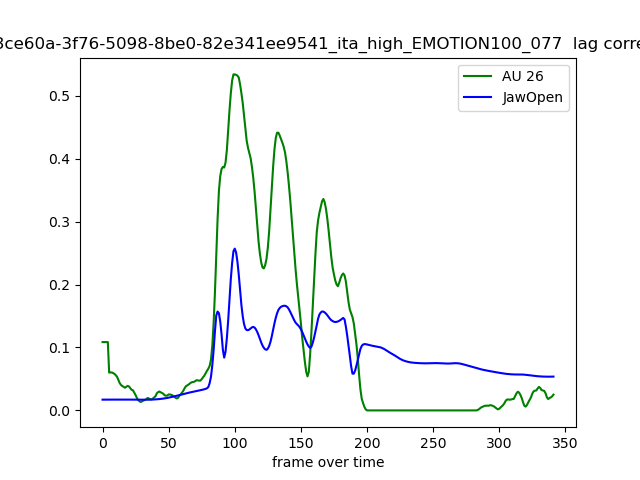 3ce60a-3f76-5098-8be0-82e341ee9541_ita_high_EMOTION100_077 lag corre
AU 26
JawOpen
0.5
0.4
0.3
0.2
0.1
0.0
0 50 100 150 200 250 300 350
frame over time